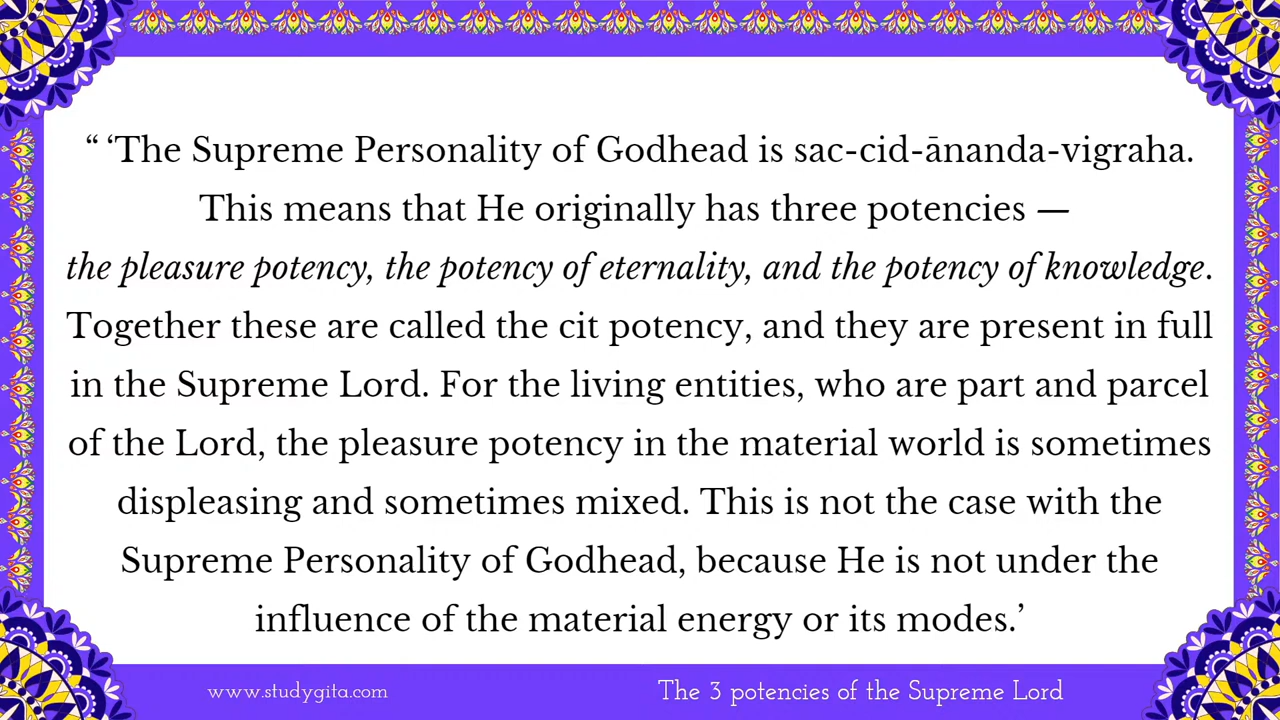 “ ‘The Supreme Personality of Godhead is sac-cid-ānanda-vigraha.
This means that He originally has three potencies —
the pleasure potency, the potency of eternality, and the potency of knowledge.
Together these are called the cit potency, and they are present in full
in the Supreme Lord. For the living entities, who are part and parcel
of the Lord, the pleasure potency in the material world is sometimes
displeasing and sometimes mixed. This is not the case with the
Supreme Personality of Godhead, because He is not under the
influence of the material energy or its modes.’
www.studygita.com
The 3 potencies of the Supreme Lord